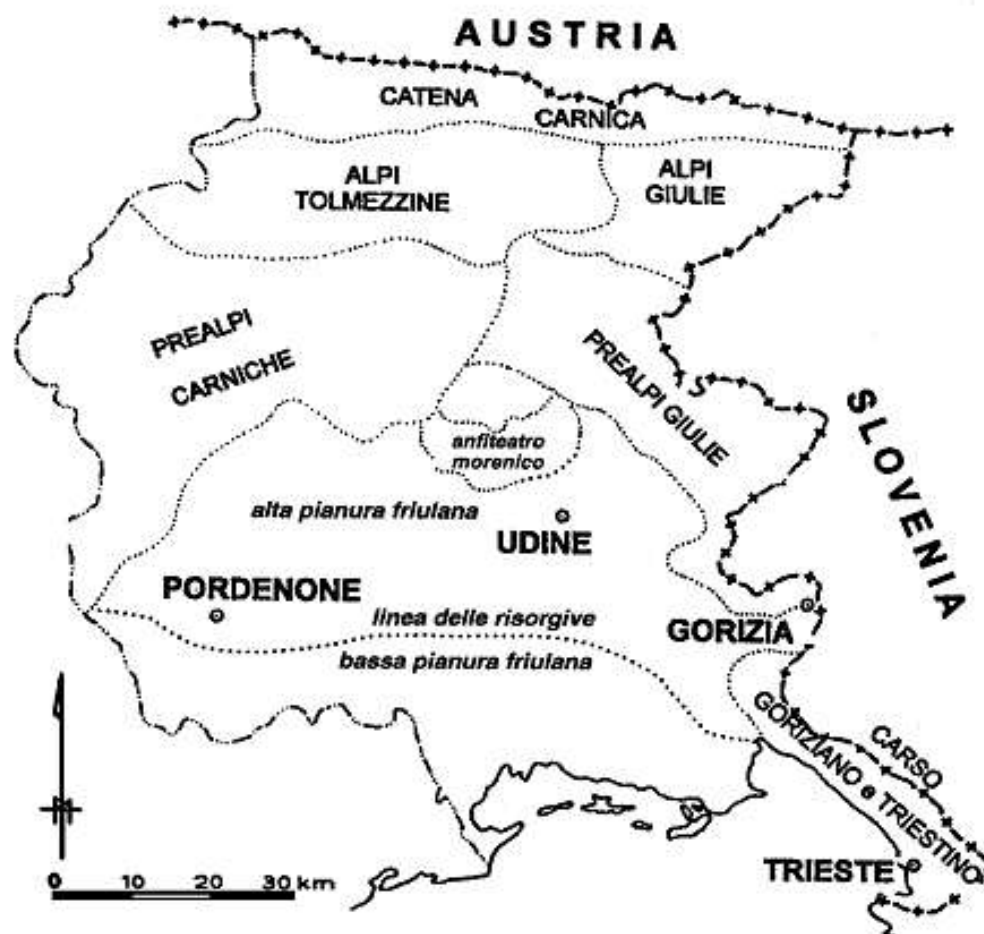 AUSTRIA
CATENA
CARNICA
ALPI
TOLMEZZINE
ALPI
GIULIE
PREALPI
CARNICHE
PREALPI GIULIE
SLOVENIA
anfiteatro
morenico
alta pianura friulana
UDINE
PORDENONE
linea delle risorgive
GORIZIA
bassa pianura friulana
CARSO
GORIZIANO e TRIESTINO
TRIESTE
0 10 20 30 km